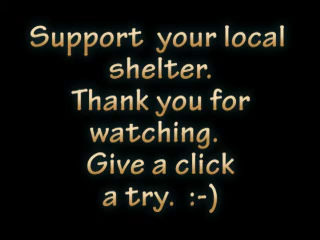 Support  your local
shelter.
Thank you for
watching.
Give a click
a try.  :-)